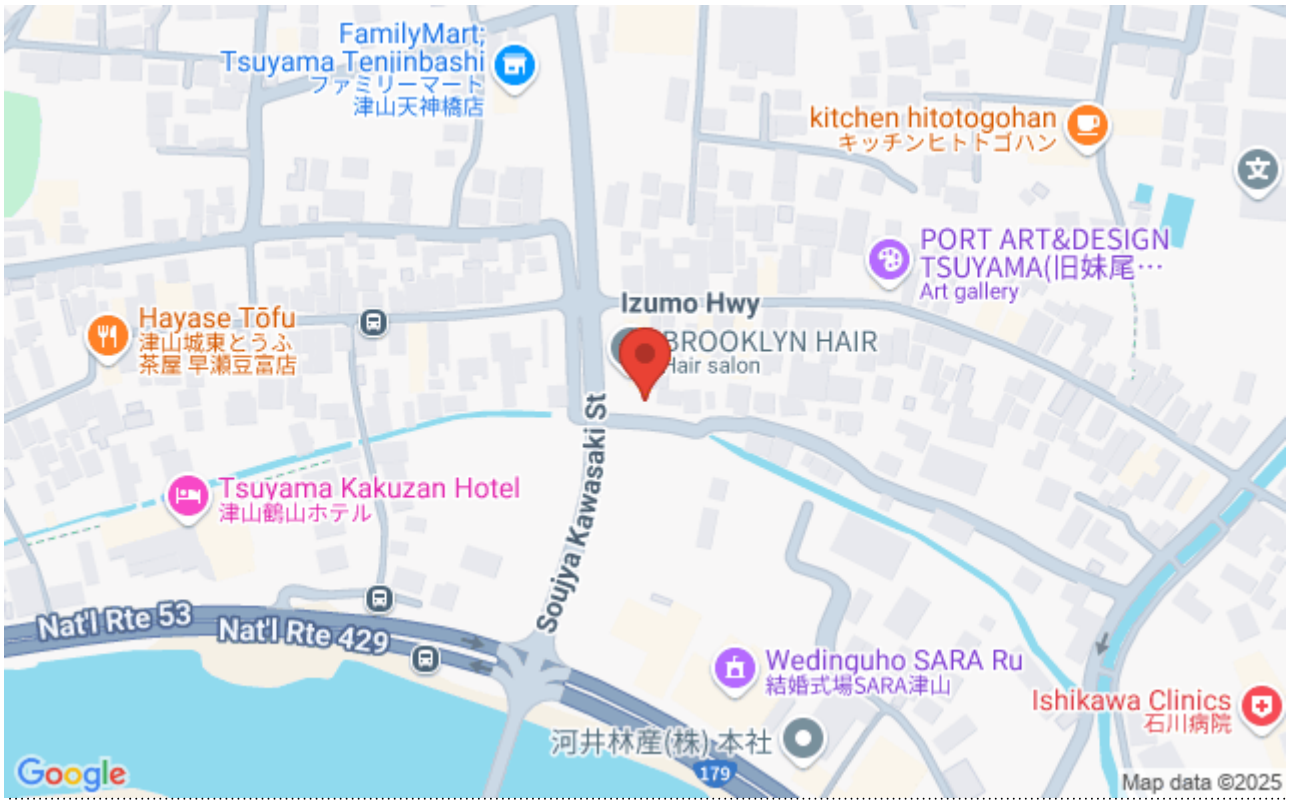 FamilyMart;
Tsuyama Tenjinbashi
ファミリーマート
津山天神橋店
kitchen hitotogohan
キッチンヒトトゴハン
文
PORT ART&DESIGN
TSUYAMA(旧妹尾…
Art gallery
Izumo Hwy
Hayase Tōfu
津山城東とうふ
茶屋 早瀬豆富店
BROOKLYN HAIR
Hair salon
Soujya Kawasaki St
Tsuyama Kakuzan Hotel
津山鶴山ホテル
Nat'l Rte 53
Nat'l Rte 429
Wedinguho SARA Ru
結婚式場SARA津山
Ishikawa Clinics
石川病院
河井林産(株) 本社
179
Google
Map data ©2025